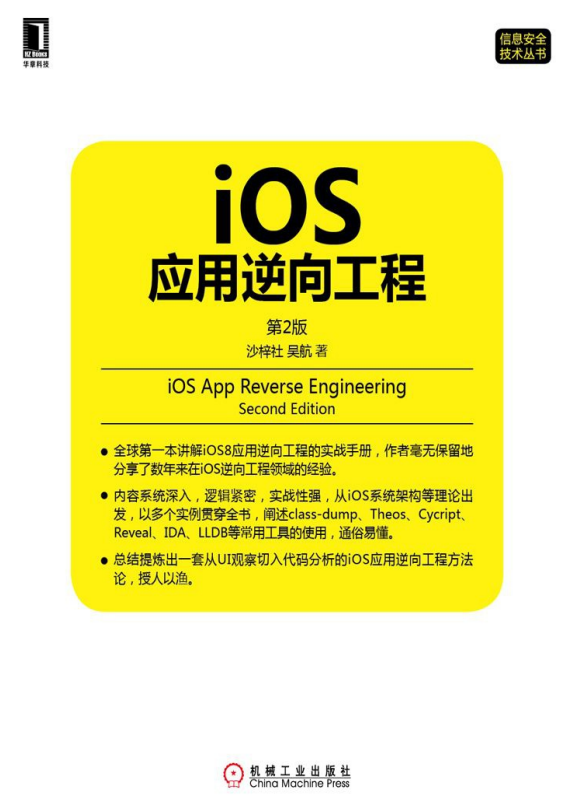 HZ Books
华章科技
信息安全
技术丛书
iOS
应用逆向工程
第2版
沙梓社 吴航 著
iOS App Reverse Engineering
Second Edition
● 全球第一本讲解iOS8应用逆向工程的实战手册，作者毫无保留地
分享了数年来在iOS逆向工程领域的经验。
● 内容系统深入，逻辑紧密，实战性强，从iOS系统架构等理论出
发，以多个实例贯穿全书，阐述class-dump、Theos、Cycript、
Reveal、IDA、LLDB等常用工具的使用，通俗易懂。
● 总结提炼出一套从UI观察切入代码分析的iOS应用逆向工程方法
论，授人以渔。
机械工业出版社
China Machine Press